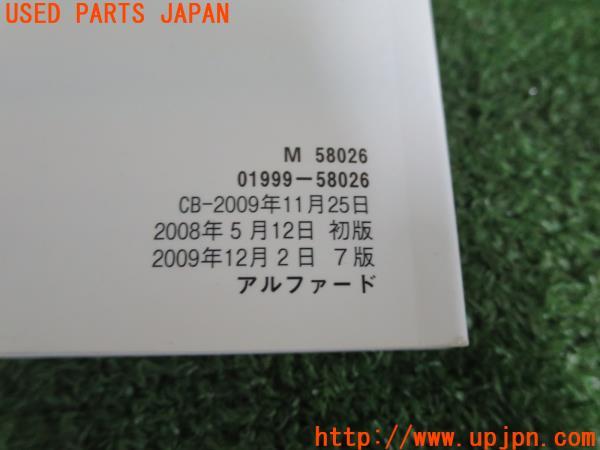 USED PARTS JAPAN
M 58026
01999-58026
CB-2009年11月25日
2008年 5 月12日 初版
2009年12月 2 日 7版
アルファード
http://www.upjpn.com/